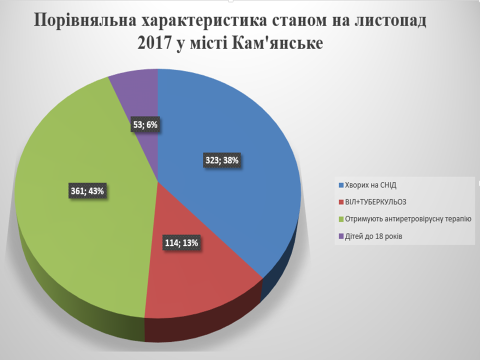 Порівняльна характеристика станом на листопад
2017 у місті Кам'янське
53; 6%
323; 38%
361; 43%
114; 13%
Хворих на СНІД
ВІЛ+ТУБЕРКУЛЬОЗ
Отримують антиретровірусну терапію
Дітей до 18 років